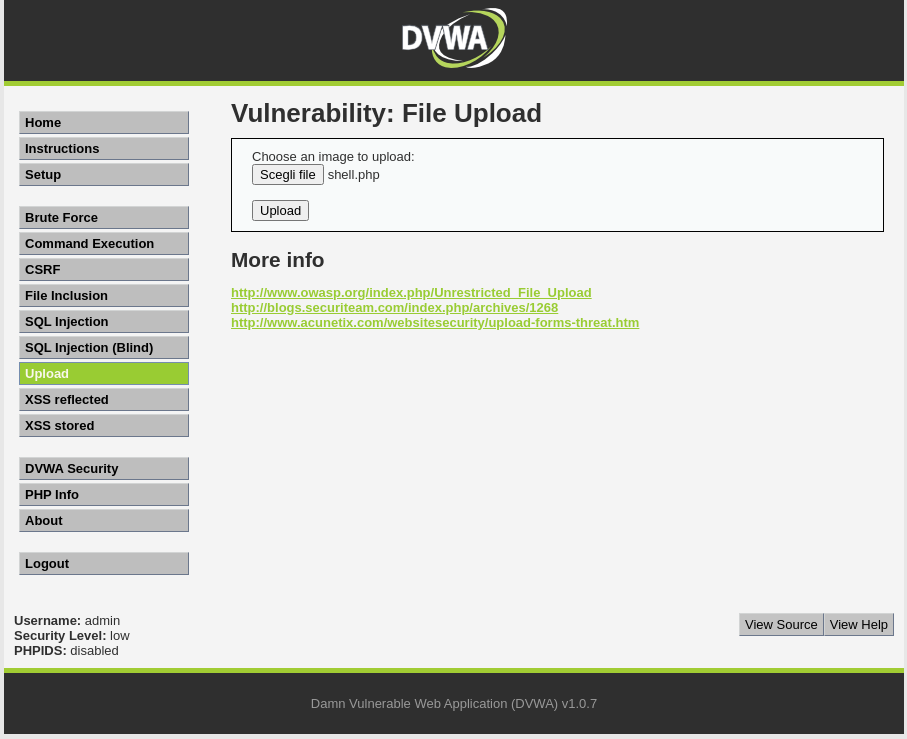 DVWA
Home
Instructions
Setup
Brute Force
Command Execution
CSRF
File Inclusion
SQL Injection
SQL Injection (Blind)
Upload
XSS reflected
XSS stored
DVWA Security
PHP Info
About
Logout
Vulnerability: File Upload
Choose an image to upload:
Scegli file shell.php
Upload
More info
http://www.owasp.org/index.php/Unrestricted_File_Upload
http://blogs.securiteam.com/index.php/archives/1268
http://www.acunetix.com/websitesecurity/upload-forms-threat.htm
Username: admin
Security Level: low
PHPIDS: disabled
View Source View Help
Damn Vulnerable Web Application (DVWA) v1.0.7